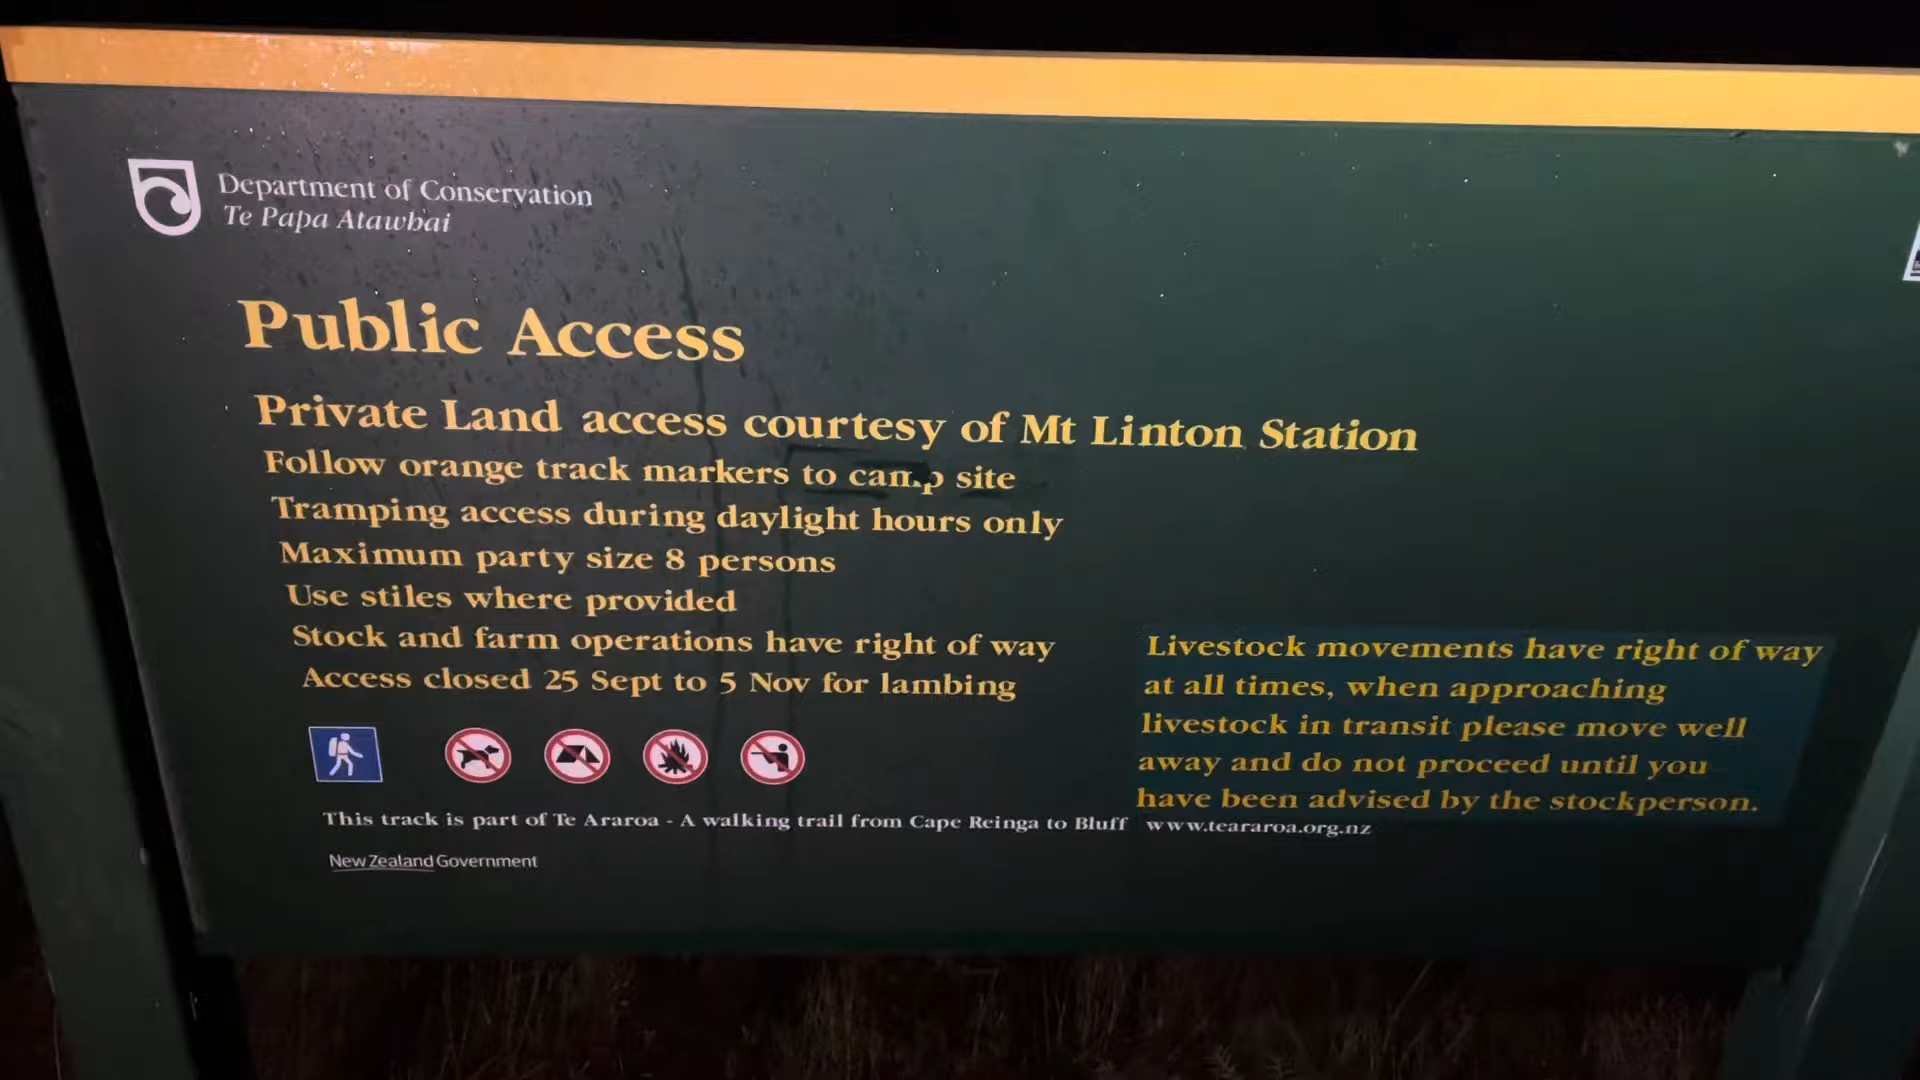 Department of Conservation
Te Papa Atawhai
Public Access
Private Land access courtesy of Mt Linton Station
Follow orange track markers to camp site
Tramping access during daylight hours only
Maximum party size 8 persons
Use stiles where provided
Stock and farm operations have right of way
Access closed 25 Sept to 5 Nov for lambing
Livestock movements have right of way
at all times, when approaching
livestock in transit please move well
away and do not proceed until you
have been advised by the stockperson.
This track is part of Te Araroa - A walking trail from Cape Reinga to Bluff www.teararoa.org.nz
New Zealand Government